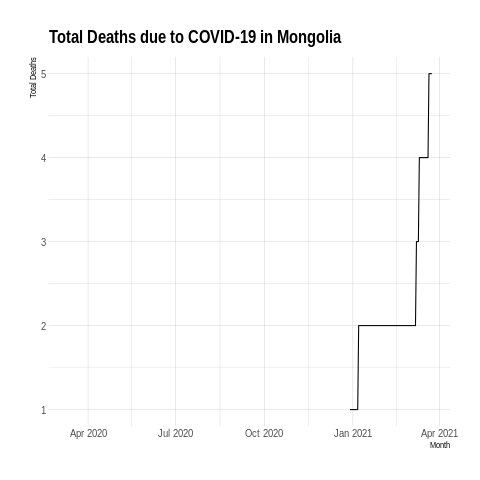 Total Deaths due to COVID-19 in Mongolia
Total Deaths
5
4
3
2
1
Apr 2020 Jul 2020 Oct 2020 Jan 2021 Apr 2021
Month